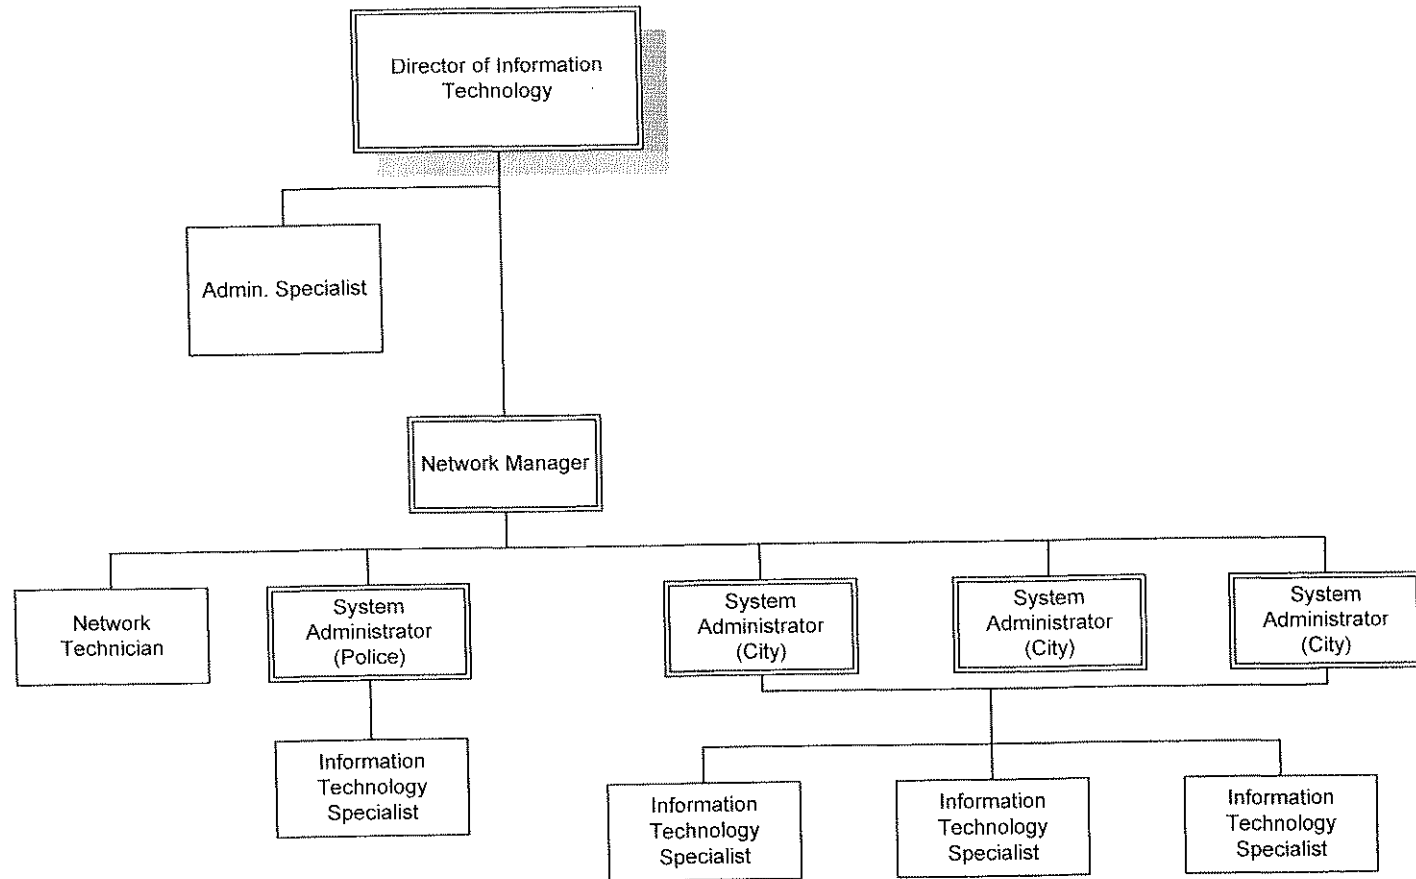 Director of Information
Technology
Admin. Specialist
Network Manager
Network
Technician
System
Administrator
(Police)
System
Administrator
(City)
System
Administrator
(City)
System
Administrator
(City)
Information
Technology
Specialist
Information
Technology
Specialist
Information
Technology
Specialist
Information
Technology
Specialist